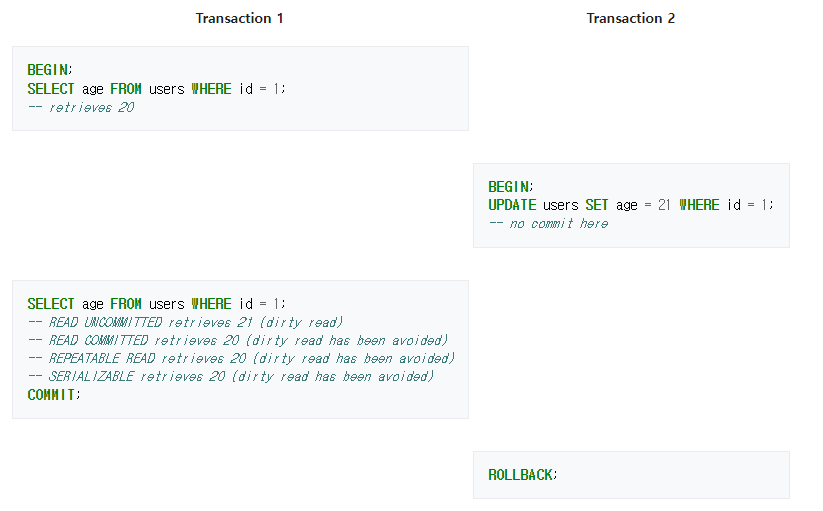 Transaction 1
Transaction 2
BEGIN;
SELECT age FROM users WHERE id = 1;
-- retrieves 20
BEGIN;
UPDATE users SET age = 21 WHERE id = 1;
-- no commit here
SELECT age FROM users WHERE id = 1;
-- READ UNCOMMITTED retrieves 21 (dirty read)
-- READ COMMITTED retrieves 20 (dirty read has been avoided)
-- REPEATABLE READ retrieves 20 (dirty read has been avoided)
-- SERIALIZABLE retrieves 20 (dirty read has been avoided)
COMMIT;
ROLLBACK;